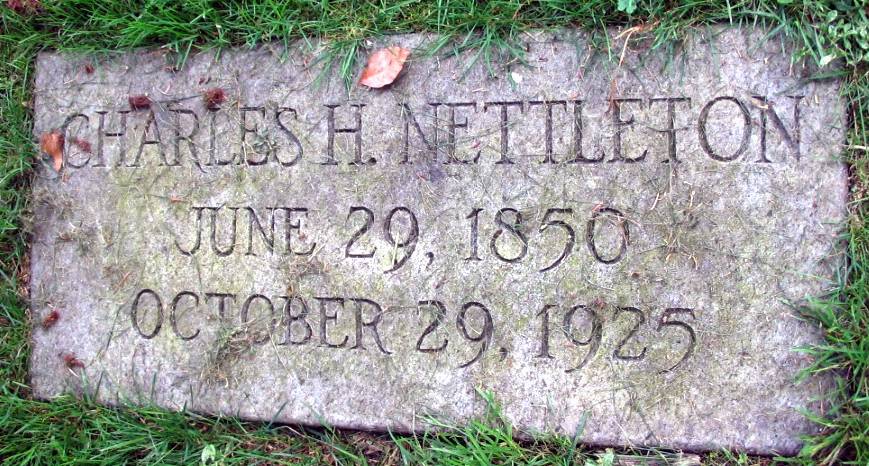 CHARLES H. NETTLETON
JUNE 29, 1850
OCTOBER 29, 1925